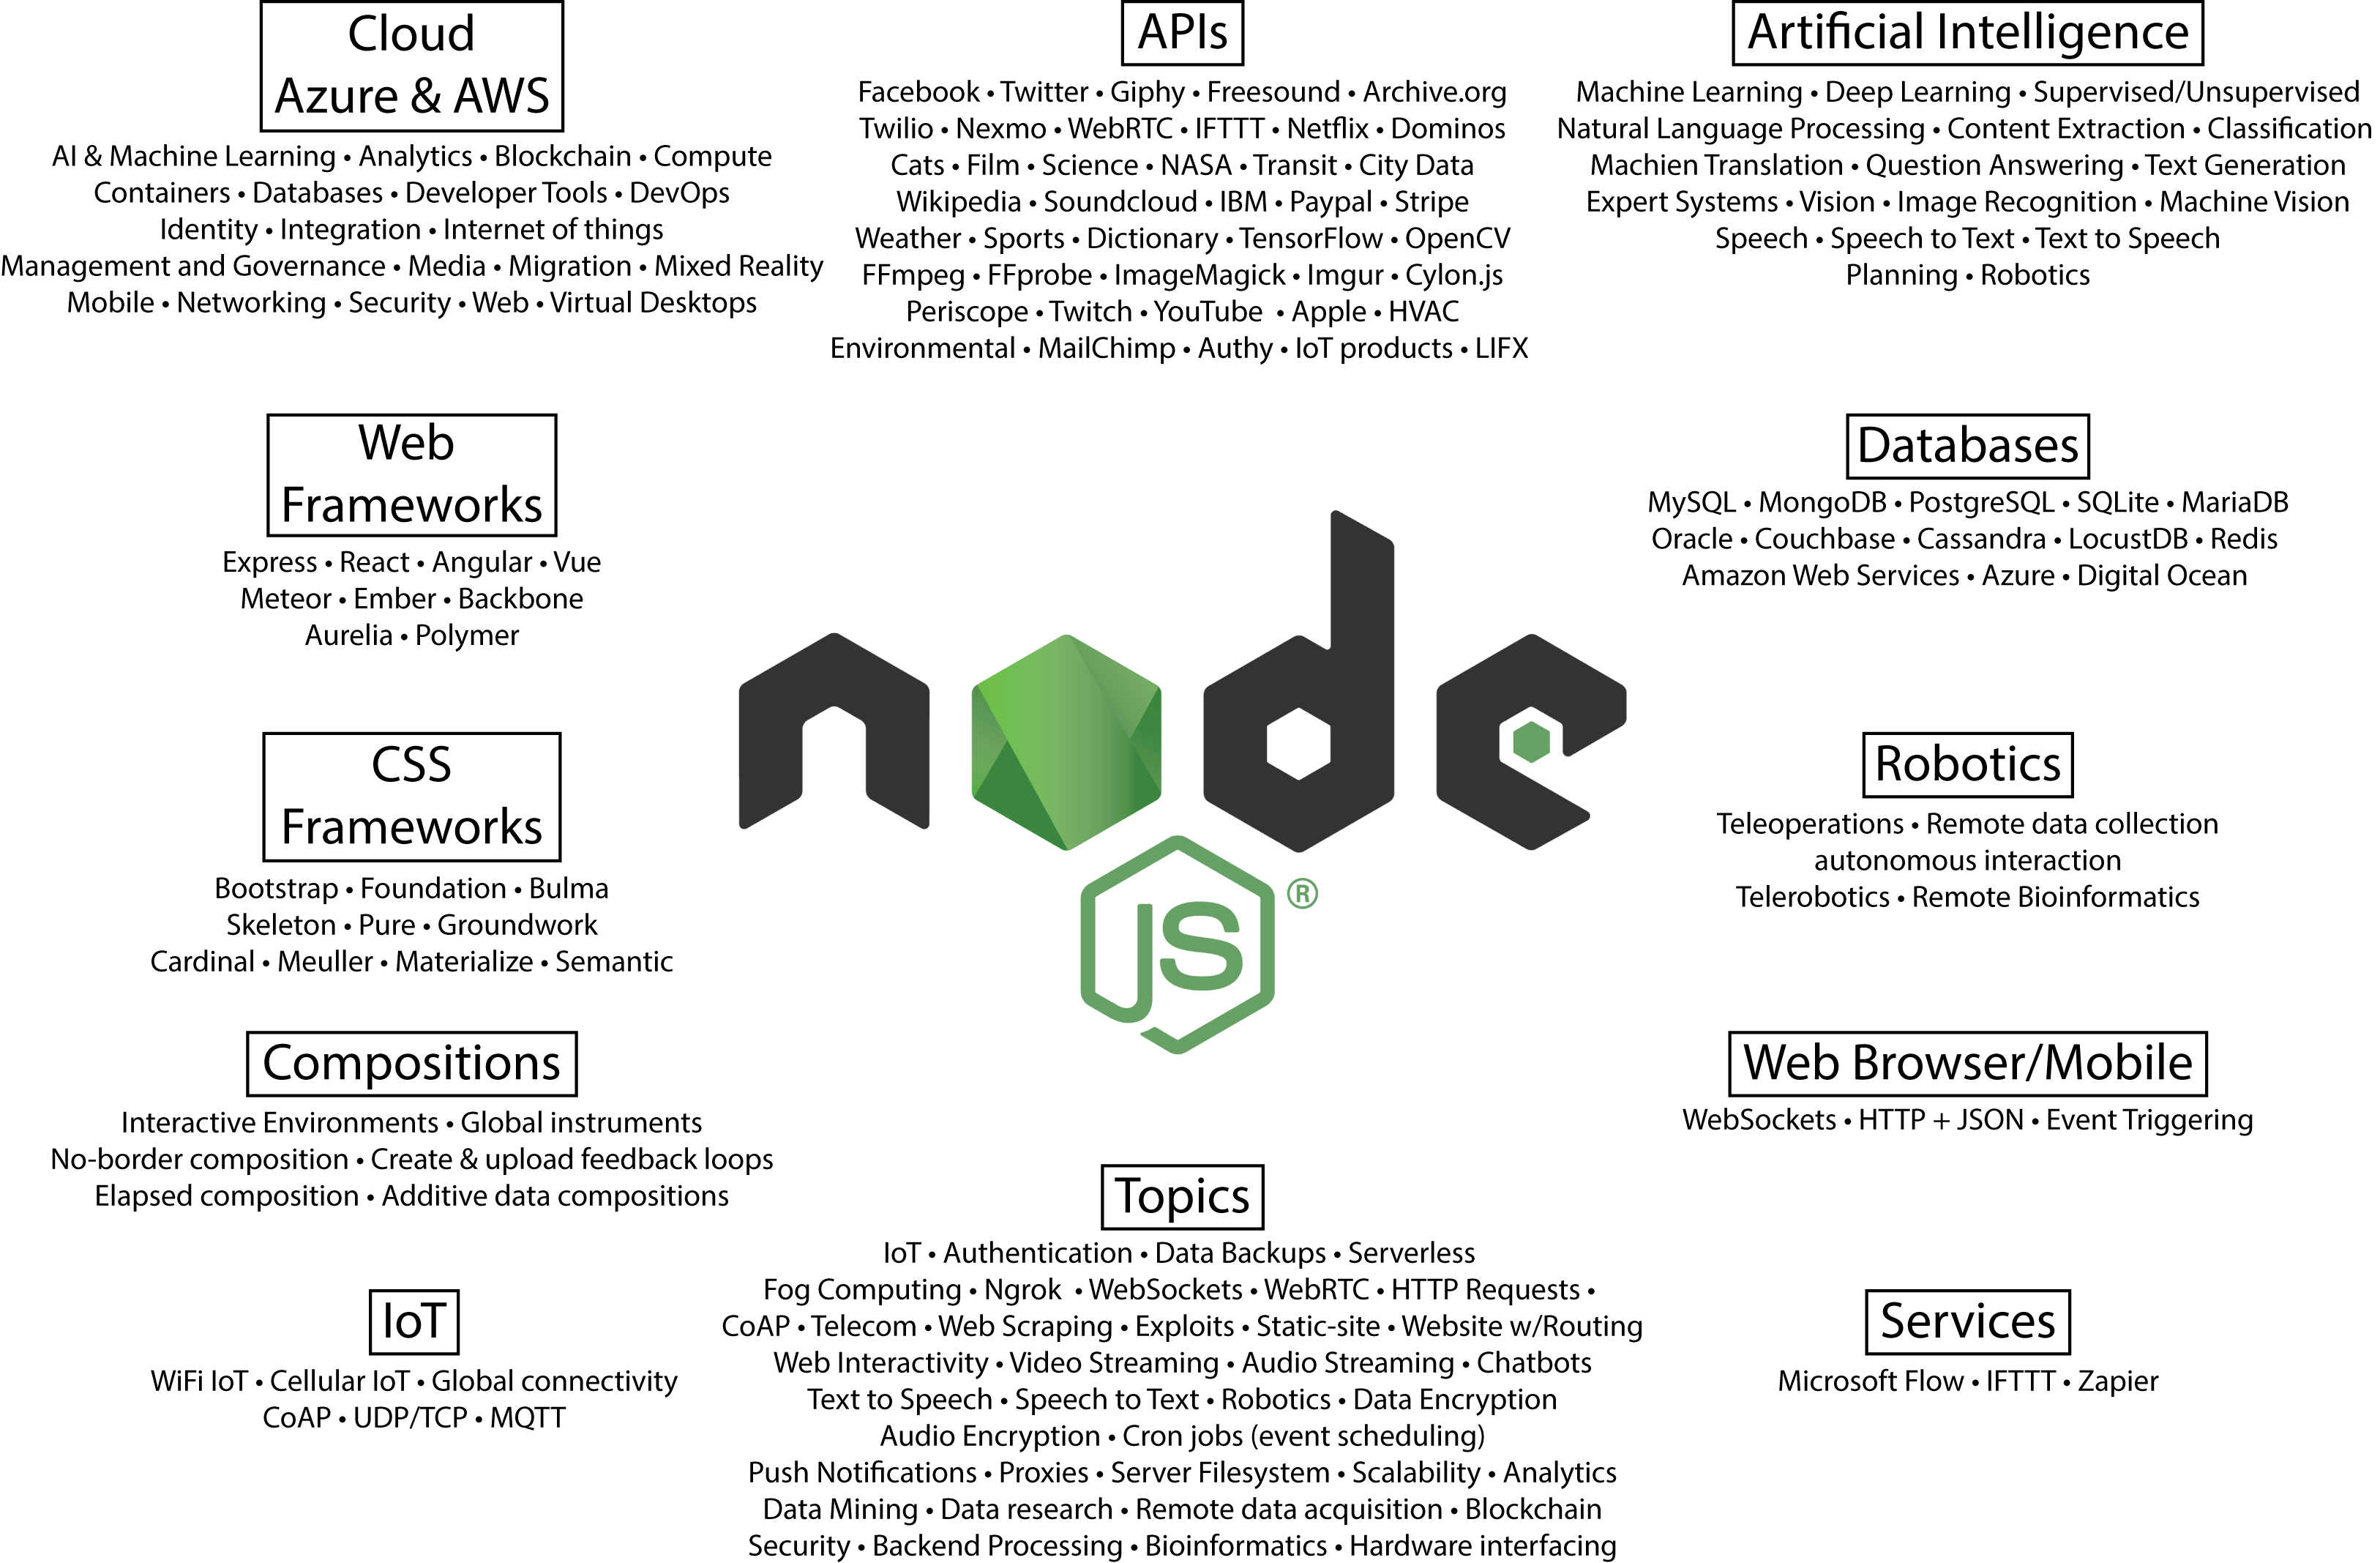 Cloud
Azure & AWS
AI & Machine Learning • Analytics • Blockchain • Compute
Containers • Databases • Developer Tools • DevOps
Identity • Integration • Internet of things
Management and Governance • Media • Migration • Mixed Reality
Mobile • Networking • Security • Web • Virtual Desktops
APIs
Facebook • Twitter • Giphy • Freesound • Archive.org
Twilio • Nexmo • WebRTC • IFTTT • Netflix • Dominos
Cats • Film • Science • NASA • Transit • City Data
Wikipedia • Soundcloud • IBM • Paypal • Stripe
Weather • Sports • Dictionary • TensorFlow • OpenCV
FFmpeg • FFprobe • ImageMagick • Imgur • Cylon.js
Periscope • Twitch • YouTube • Apple • HVAC
Environmental • MailChimp • Authy • IoT products • LIFX
Artificial Intelligence
Machine Learning • Deep Learning • Supervised/Unsupervised
Natural Language Processing • Content Extraction • Classification
Machien Translation • Question Answering • Text Generation
Expert Systems • Vision • Image Recognition • Machine Vision
Speech • Speech to Text • Text to Speech
Planning • Robotics
Web
Frameworks
Express • React • Angular • Vue
Meteor • Ember • Backbone
Aurelia • Polymer
Databases
MySQL • MongoDB • PostgreSQL • SQLite • MariaDB
Oracle • Couchbase • Cassandra • LocustDB • Redis
Amazon Web Services • Azure • Digital Ocean
node
JS®
CSS
Frameworks
Bootstrap • Foundation • Bulma
Skeleton • Pure • Groundwork
Cardinal • Meuller • Materialize • Semantic
Robotics
Teleoperations • Remote data collection
autonomous interaction
Telerobotics • Remote Bioinformatics
Compositions
Interactive Environments • Global instruments
No-border composition • Create & upload feedback loops
Elapsed composition • Additive data compositions
Web Browser/Mobile
WebSockets • HTTP + JSON • Event Triggering
IoT
WiFi IoT • Cellular IoT • Global connectivity
CoAP • UDP/TCP • MQTT
Topics
IoT • Authentication • Data Backups • Serverless
Fog Computing • Ngrok • WebSockets • WebRTC • HTTP Requests •
CoAP • Telecom • Web Scraping • Exploits • Static-site • Website w/Routing
Web Interactivity • Video Streaming • Audio Streaming • Chatbots
Text to Speech • Speech to Text • Robotics • Data Encryption
Audio Encryption • Cron jobs (event scheduling)
Push Notifications • Proxies • Server Filesystem • Scalability • Analytics
Data Mining • Data research • Remote data acquisition • Blockchain
Security • Backend Processing • Bioinformatics • Hardware interfacing
Services
Microsoft Flow • IFTTT • Zapier